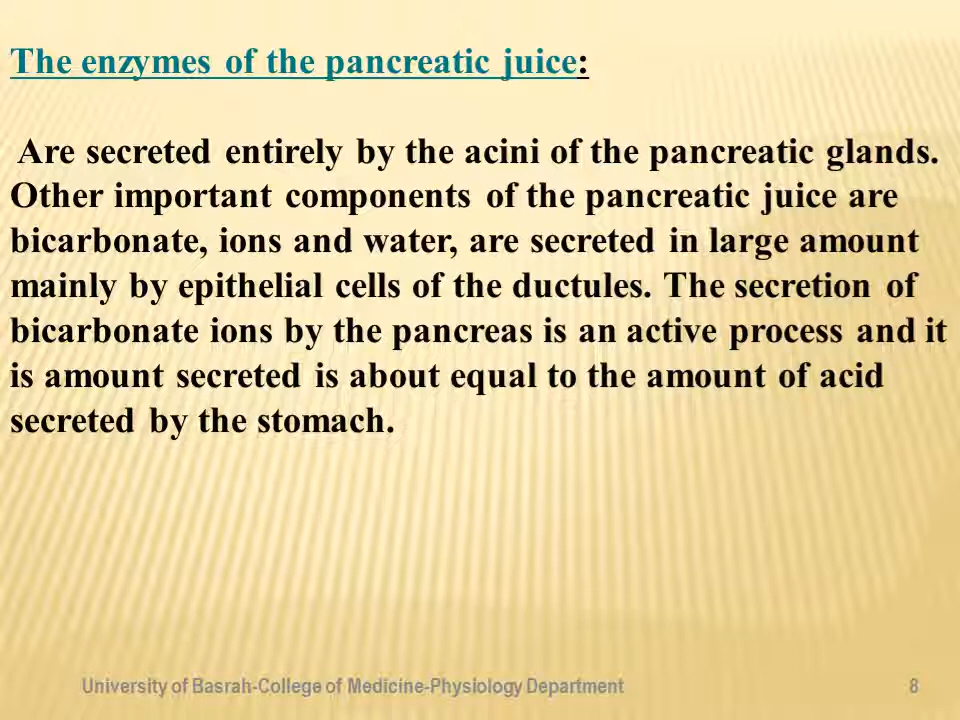 The enzymes of the pancreatic juice:
Are secreted entirely by the acini of the pancreatic glands.
Other important components of the pancreatic juice are
bicarbonate, ions and water, are secreted in large amount
mainly by epithelial cells of the ductules. The secretion of
bicarbonate ions by the pancreas is an active process and it
is amount secreted is about equal to the amount of acid
secreted by the stomach.
University of Basrah-College of Medicine-Physiology Department 8